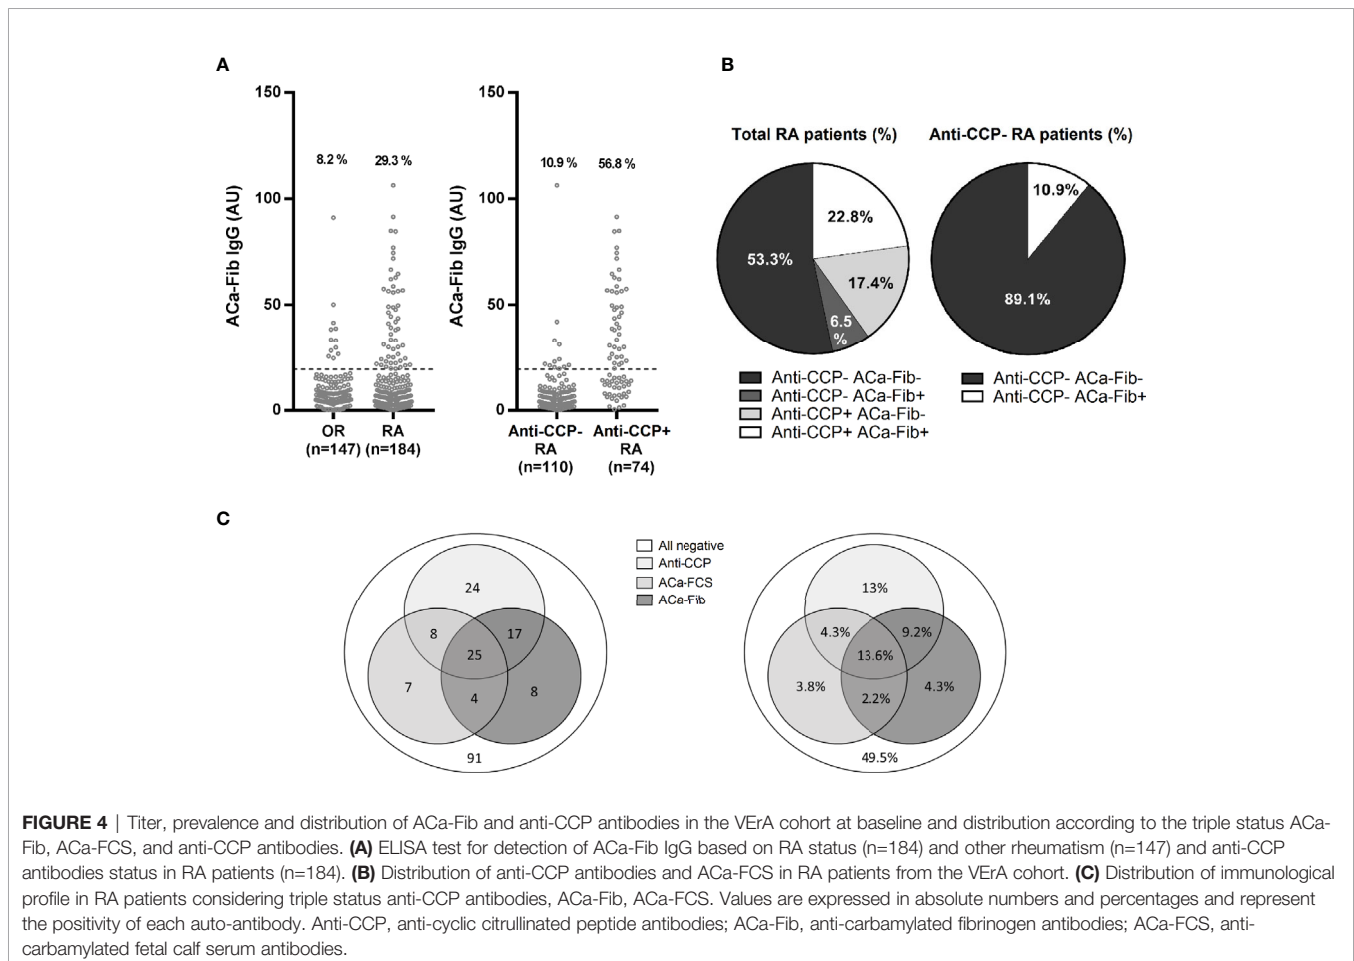 A
B
150
100
50
0
ACa-Fib IgG (AU)
8.2 %
29.3 %
OR
RA
(n=147) (n=184)
150
100
50
0
ACa-Fib IgG (AU)
10.9 %
56.8 %
Anti-CCP-
RA
(n=110)
Anti-CCP+
RA
(n=74)
Total RA patients (%)
22.8%
53.3%
17.4%
6.5
%
Anti-CCP- ACa-Fib-
Anti-CCP- ACa-Fib+
Anti-CCP+ ACa-Fib-
Anti-CCP+ ACa-Fib+
Anti-CCP- RA patients (%)
10.9%
89.1%
Anti-CCP- ACa-Fib-
Anti-CCP- ACa-Fib+
C
24
8
17
25
7
4
8
91
All negative
Anti-CCP
ACa-FCS
ACa-Fib
13%
4.3%
9.2%
13.6%
3.8%
2.2%
4.3%
49.5%
FIGURE 4 | Titer, prevalence and distribution of ACa-Fib and anti-CCP antibodies in the VErA cohort at baseline and distribution according to the triple status ACa-
Fib, ACa-FCS, and anti-CCP antibodies. (A) ELISA test for detection of ACa-Fib IgG based on RA status (n=184) and other rheumatism (n=147) and anti-CCP
antibodies status in RA patients (n=184). (B) Distribution of anti-CCP antibodies and ACa-FCS in RA patients from the VErA cohort. (C) Distribution of immunological
profile in RA patients considering triple status anti-CCP antibodies, ACa-Fib, ACa-FCS. Values are expressed in absolute numbers and percentages and represent
the positivity of each auto-antibody. Anti-CCP, anti-cyclic citrullinated peptide antibodies; ACa-Fib, anti-carbamylated fibrinogen antibodies; ACa-FCS, anti-
carbamylated fetal calf serum antibodies.